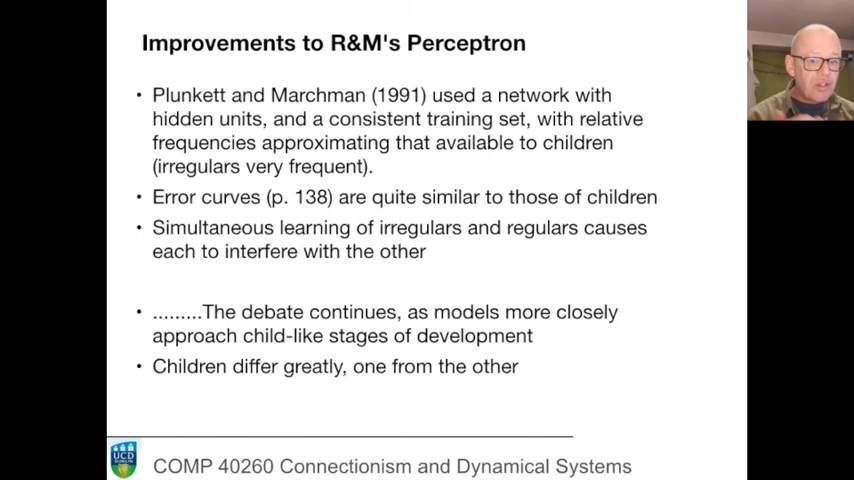 Improvements to R&M's Perceptron
• Plunkett and Marchman (1991) used a network with
hidden units, and a consistent training set, with relative
frequencies approximating that available to children
(irregulars very frequent).
• Error curves (p. 138) are quite similar to those of children
• Simultaneous learning of irregulars and regulars causes
each to interfere with the other
• .........The debate continues, as models more closely
approach child-like stages of development
• Children differ greatly, one from the other
UCD
DUBLIN
COMP 40260 Connectionism and Dynamical Systems